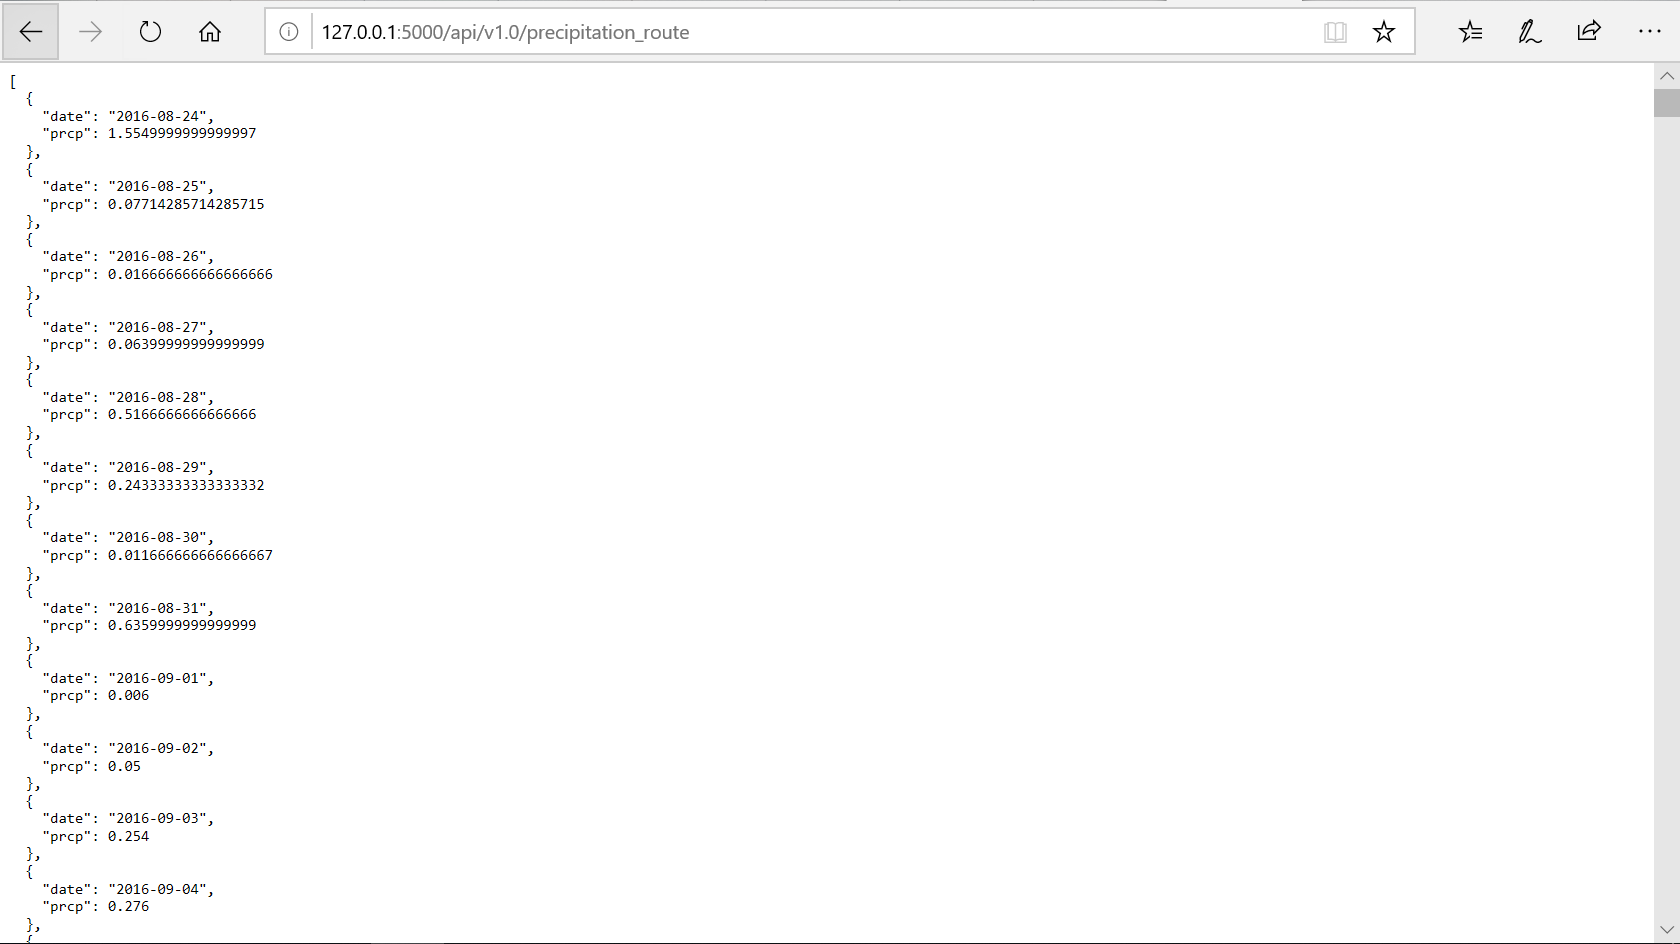 127.0.0.1:5000/api/v1.0/precipitation_route
[
  {
    "date": "2016-08-24",
    "prcp": 1.5549999999999997
  },
  {
    "date": "2016-08-25",
    "prcp": 0.07714285714285715
  },
  {
    "date": "2016-08-26",
    "prcp": 0.016666666666666666
  },
  {
    "date": "2016-08-27",
    "prcp": 0.06399999999999999
  },
  {
    "date": "2016-08-28",
    "prcp": 0.5166666666666666
  },
  {
    "date": "2016-08-29",
    "prcp": 0.24333333333333332
  },
  {
    "date": "2016-08-30",
    "prcp": 0.011666666666666667
  },
  {
    "date": "2016-08-31",
    "prcp": 0.6359999999999999
  },
  {
    "date": "2016-09-01",
    "prcp": 0.006
  },
  {
    "date": "2016-09-02",
    "prcp": 0.05
  },
  {
    "date": "2016-09-03",
    "prcp": 0.254
  },
  {
    "date": "2016-09-04",
    "prcp": 0.276
  },
  {